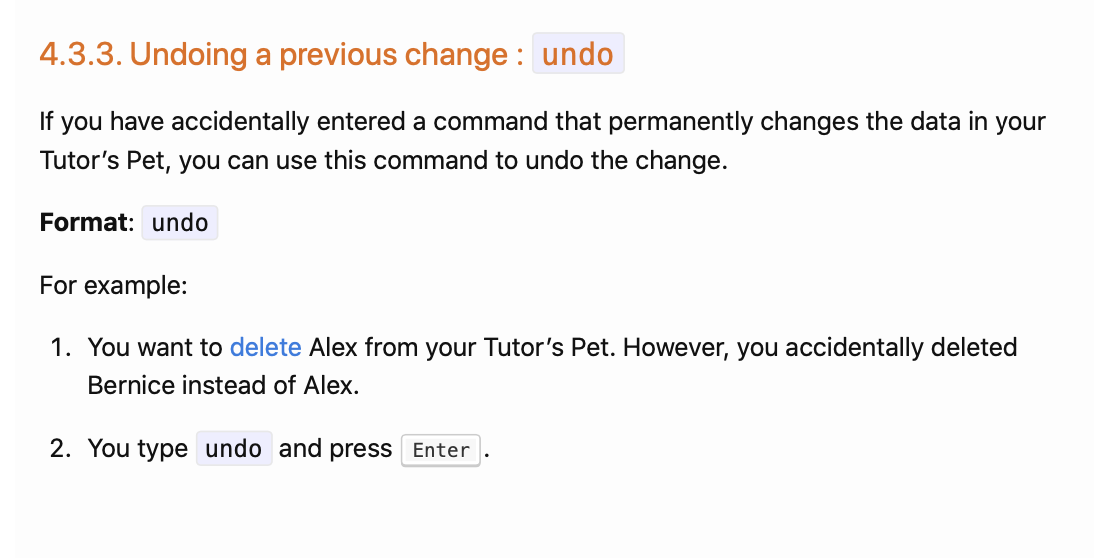 4.3.3. Undoing a previous change : undo
If you have accidentally entered a command that permanently changes the data in your
Tutor’s Pet, you can use this command to undo the change.
Format: undo
For example:
1. You want to delete Alex from your Tutor’s Pet. However, you accidentally deleted
Bernice instead of Alex.
2. You type undo and press Enter.